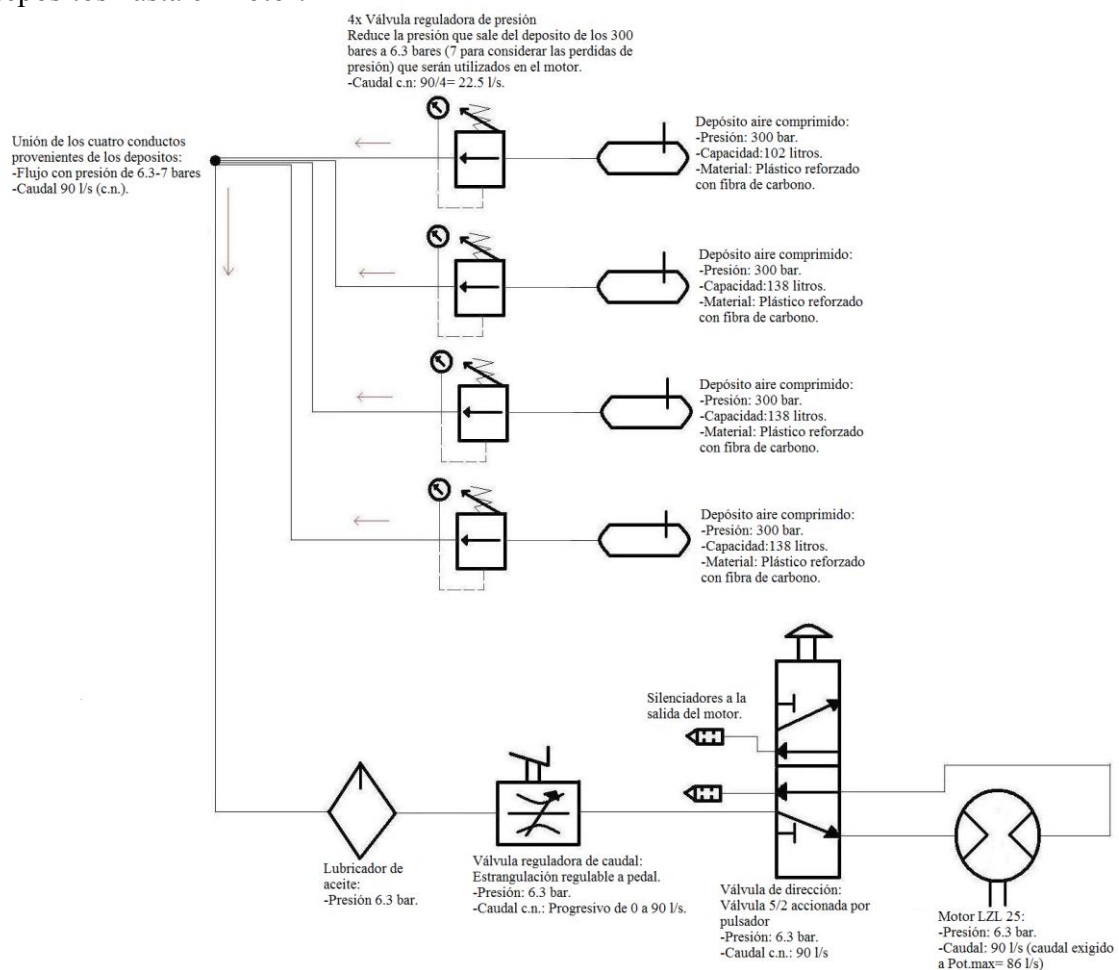 4x Válvula reguladora de presión
Reduce la presión que sale del deposito de los 300
bares a 6.3 bares (7 para considerar las perdidas de
presión) que serán utilizados en el motor.
-Caudal c.n: 90/4= 22.5 l/s.
Unión de los cuatro conductos
provenientes de los depositos:
-Flujo con presión de 6.3-7 bares
-Caudal 90 l/s (c.n.).
Depósito aire comprimido:
-Presión: 300 bar.
-Capacidad:102 litros.
-Material: Plástico reforzado
con fibra de carbono.
Depósito aire comprimido:
-Presión: 300 bar.
-Capacidad:138 litros.
-Material: Plástico reforzado
con fibra de carbono.
Depósito aire comprimido:
-Presión: 300 bar.
-Capacidad:138 litros.
-Material: Plástico reforzado
con fibra de carbono.
Depósito aire comprimido:
-Presión: 300 bar.
-Capacidad:138 litros.
-Material: Plástico reforzado
con fibra de carbono.
Silenciadores a la
salida del motor.
Lubricador de
aceite:
-Presión 6.3 bar.
Válvula reguladora de caudal:
Estrangulación regulable a pedal.
-Presión: 6.3 bar.
-Caudal c.n.: Progresivo de 0 a 90 l/s.
Válvula de dirección:
Válvula 5/2 accionada por
pulsador
-Presión: 6.3 bar.
-Caudal c.n.: 90 l/s
Motor LZL 25:
-Presión: 6.3 bar.
-Caudal: 90 l/s (caudal exigido
a Pot.max= 86 l/s)